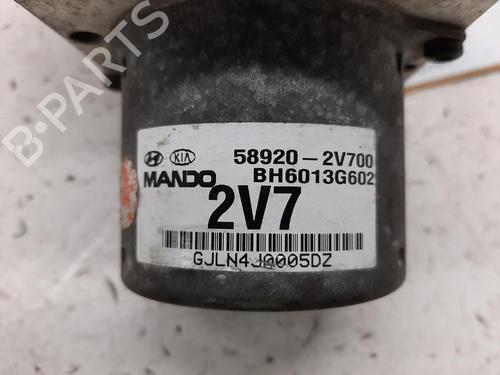 B-PARTS
KIA
58920-2V700
MANDO
BH6013G602
2V7
GJLN4J0005DZ